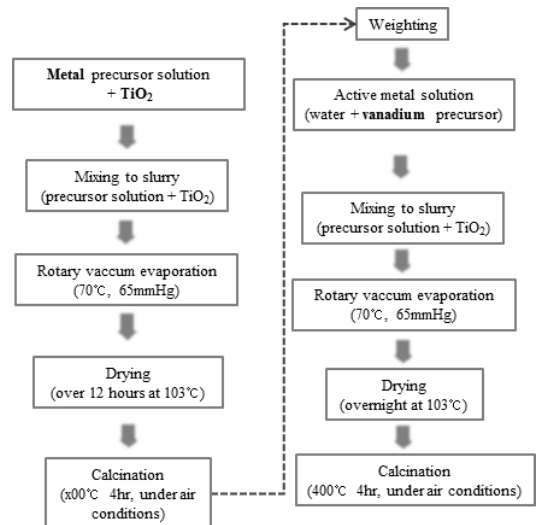 Metal precursor solution
+ TiO₂
Mixing to slurry
(precursor solution + TiO₂)
Rotary vaccum evaporation
(70℃, 65mmHg)
Drying
(over 12 hours at 103℃)
Calcination
(x00℃ 4hr, under air
conditions)
Weighting
Active metal solution
(water + vanadium precursor)
Mixing to slurry
(precursor solution + TiO₂)
Rotary vaccum evaporation
(70℃, 65mmHg)
Drying
(overnight at 103℃)
Calcination
(400℃ 4hr, under air conditions)